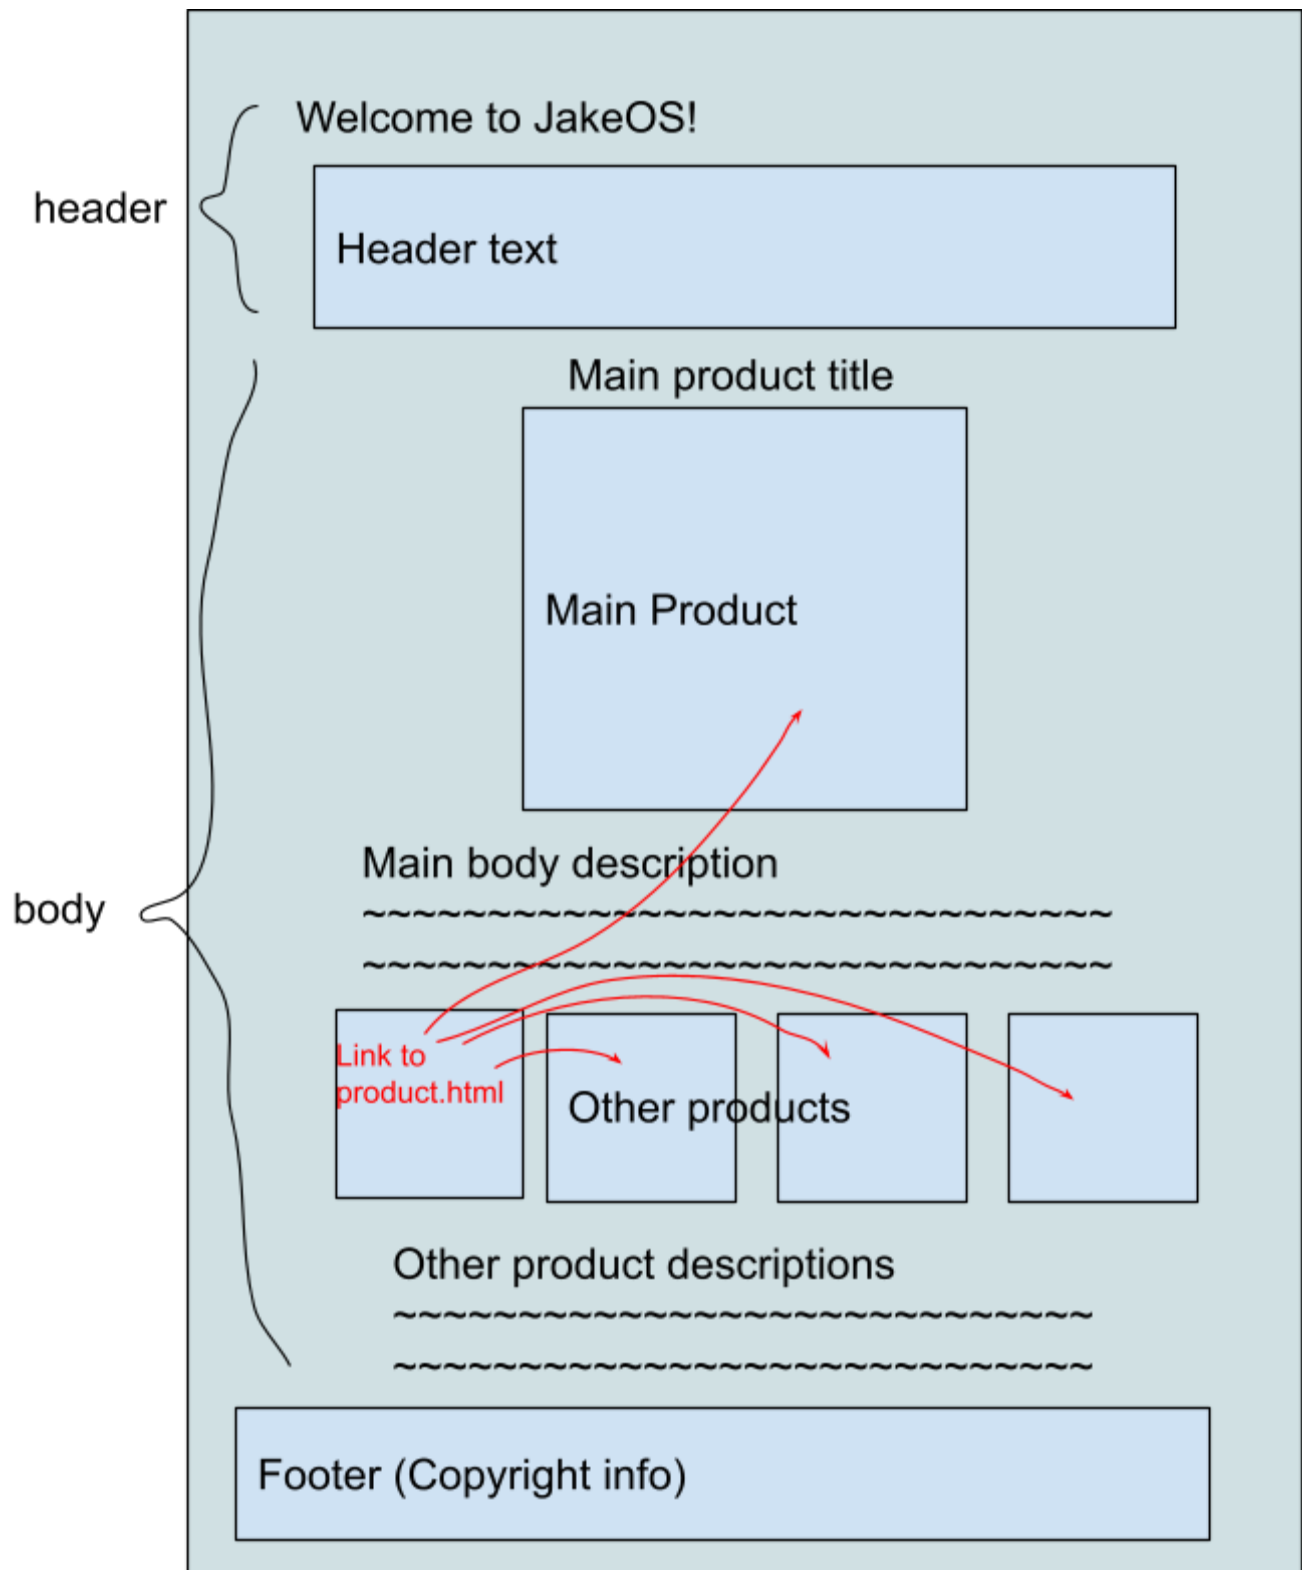 Welcome to JakeOS!
header
Header text
Main product title
Main Product
Main body description
~~~~~~~~~~~~~~~~~~~~~~~~~~~~~~
~~~~~~~~~~~~~~~~~~~~~~~~~~~~~~
body
Link to
product.html
Other products
Other product descriptions
~~~~~~~~~~~~~~~~~~~~~~~~~~~~
~~~~~~~~~~~~~~~~~~~~~~~~~~~~
Footer (Copyright info)